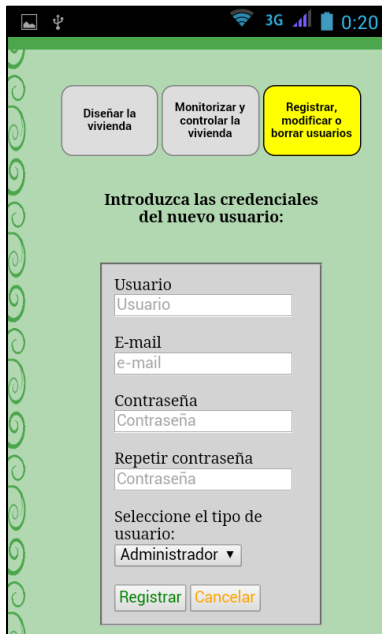 3G 0:20
Diseñar la
vivienda
Monitorizar y
controlar la
vivienda
Registrar,
modificar o
borrar usuarios
Introduzca las credenciales
del nuevo usuario:
Usuario
Usuario
E-mail
e-mail
Contraseña
Contraseña
Repetir contraseña
Contraseña
Seleccione el tipo de
usuario:
Administrador ▼
Registrar Cancelar